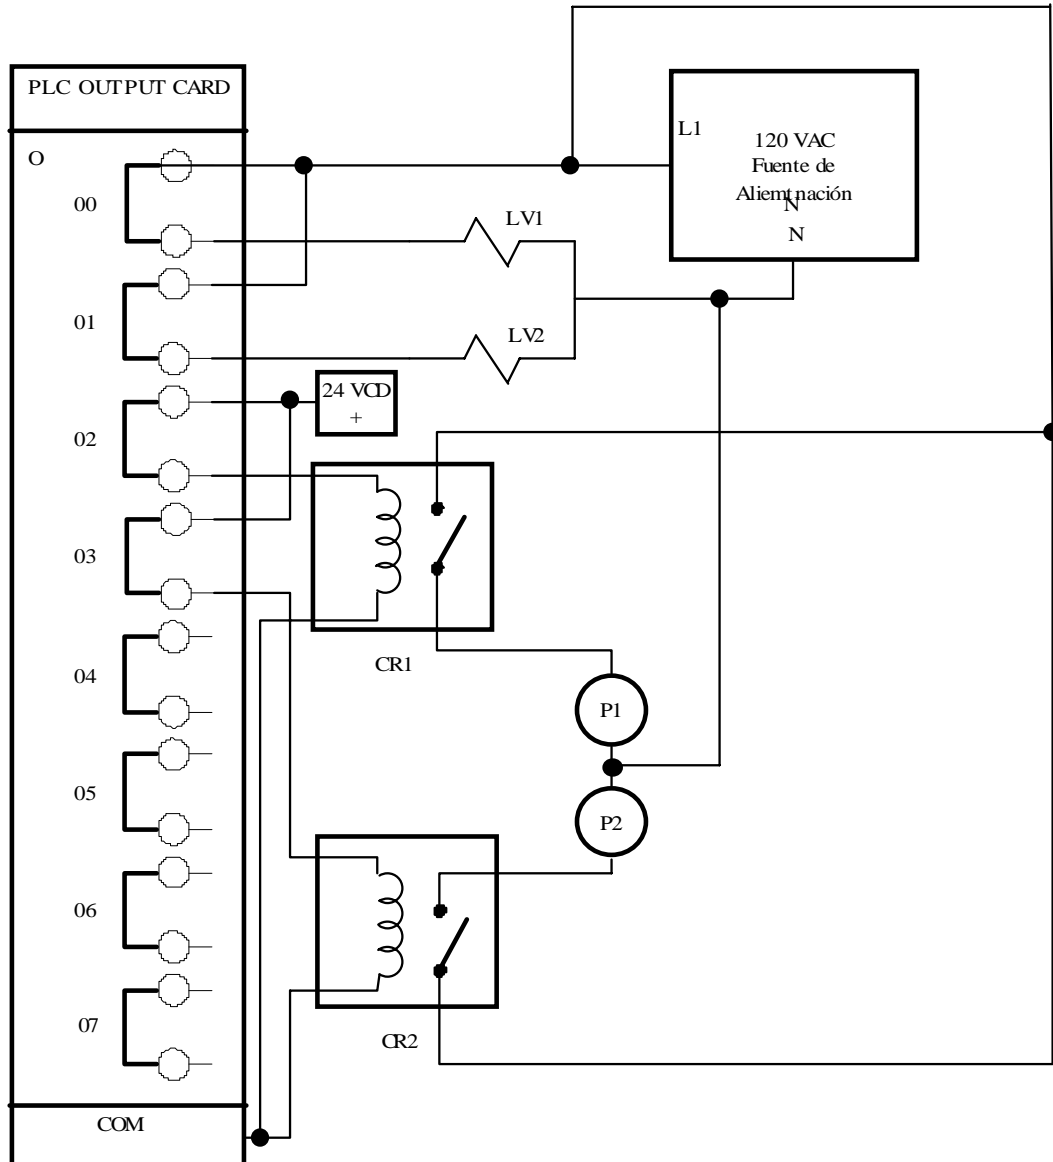 PLC OUTPUT CARD
O
00
01
02
03
04
05
06
07
COM
L1
120 VAC
Fuente de
Aliemtnación
N
N
LV1
LV2
24 VCD
+
CR1
P1
P2
CR2